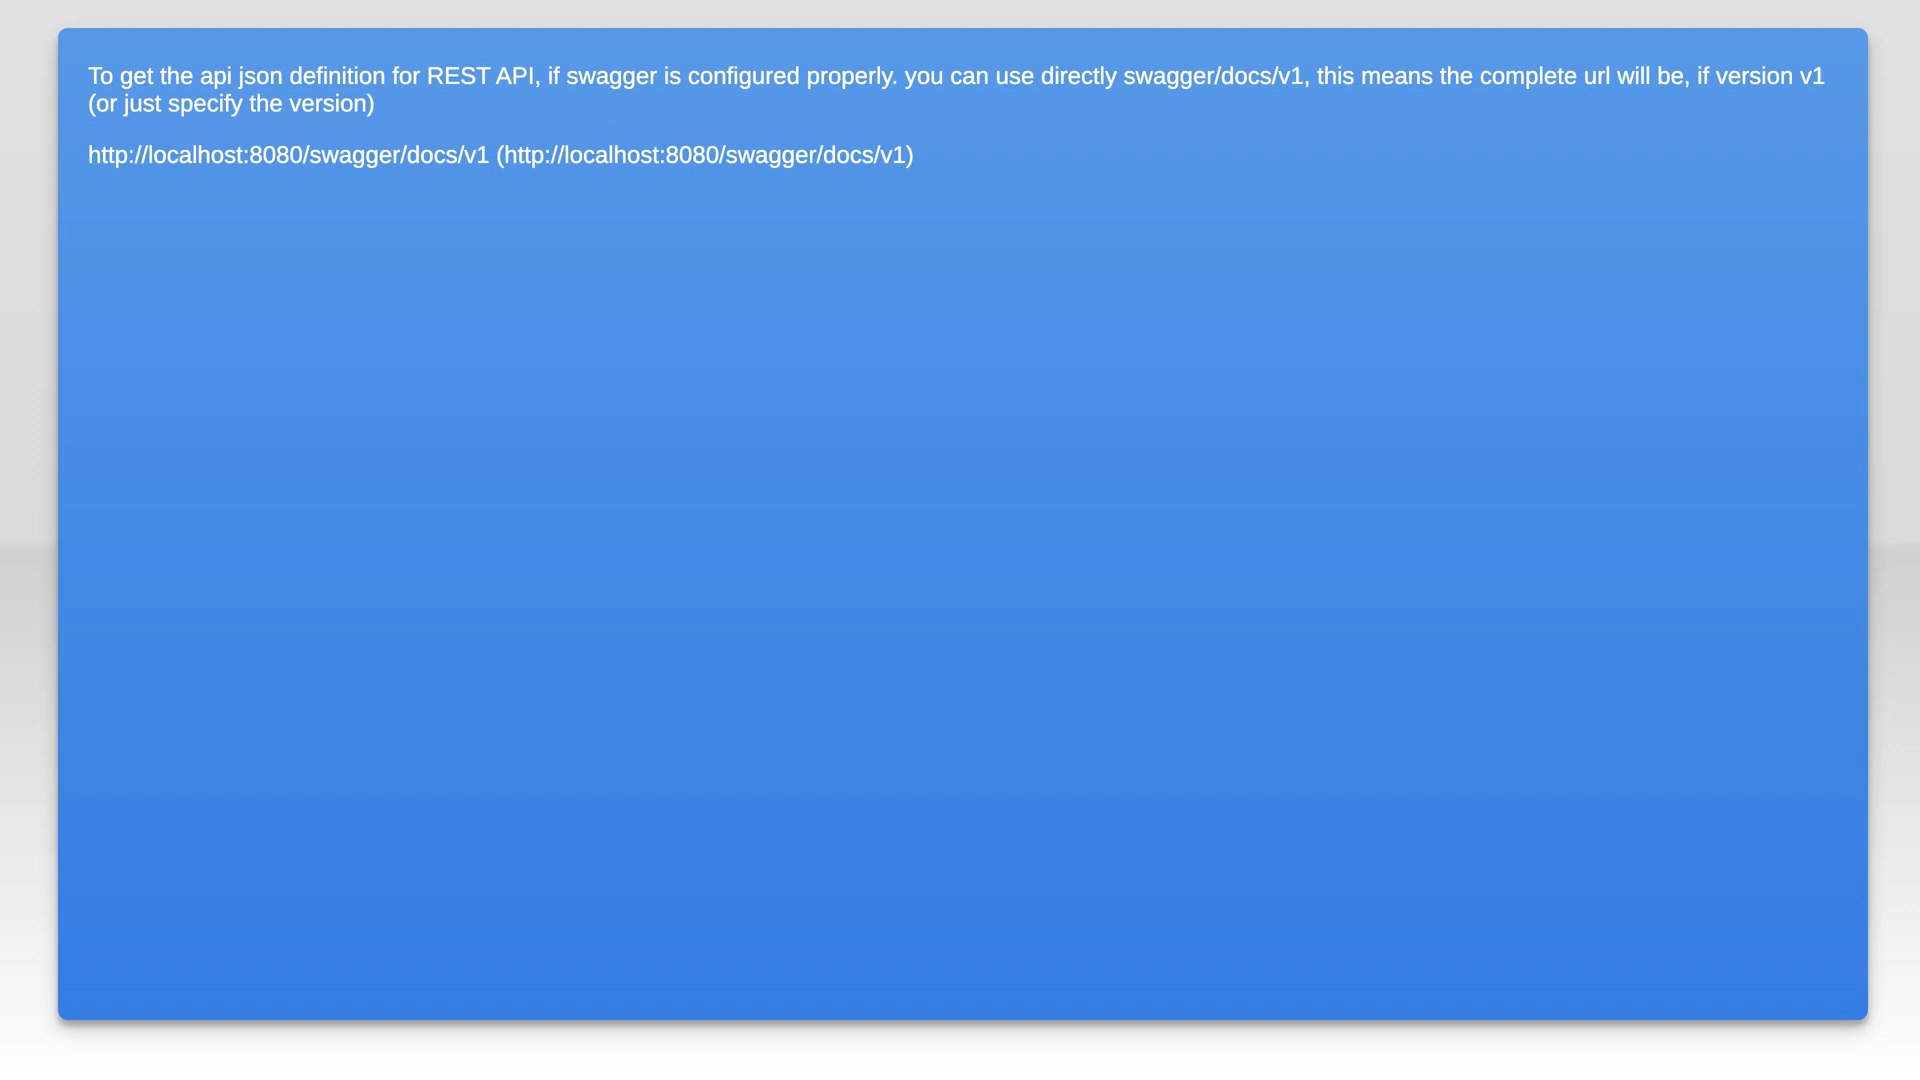 To get the api json definition for REST API, if swagger is configured properly. you can use directly swagger/docs/v1, this means the complete url will be, if version v1
(or just specify the version)
http://localhost:8080/swagger/docs/v1 (http://localhost:8080/swagger/docs/v1)